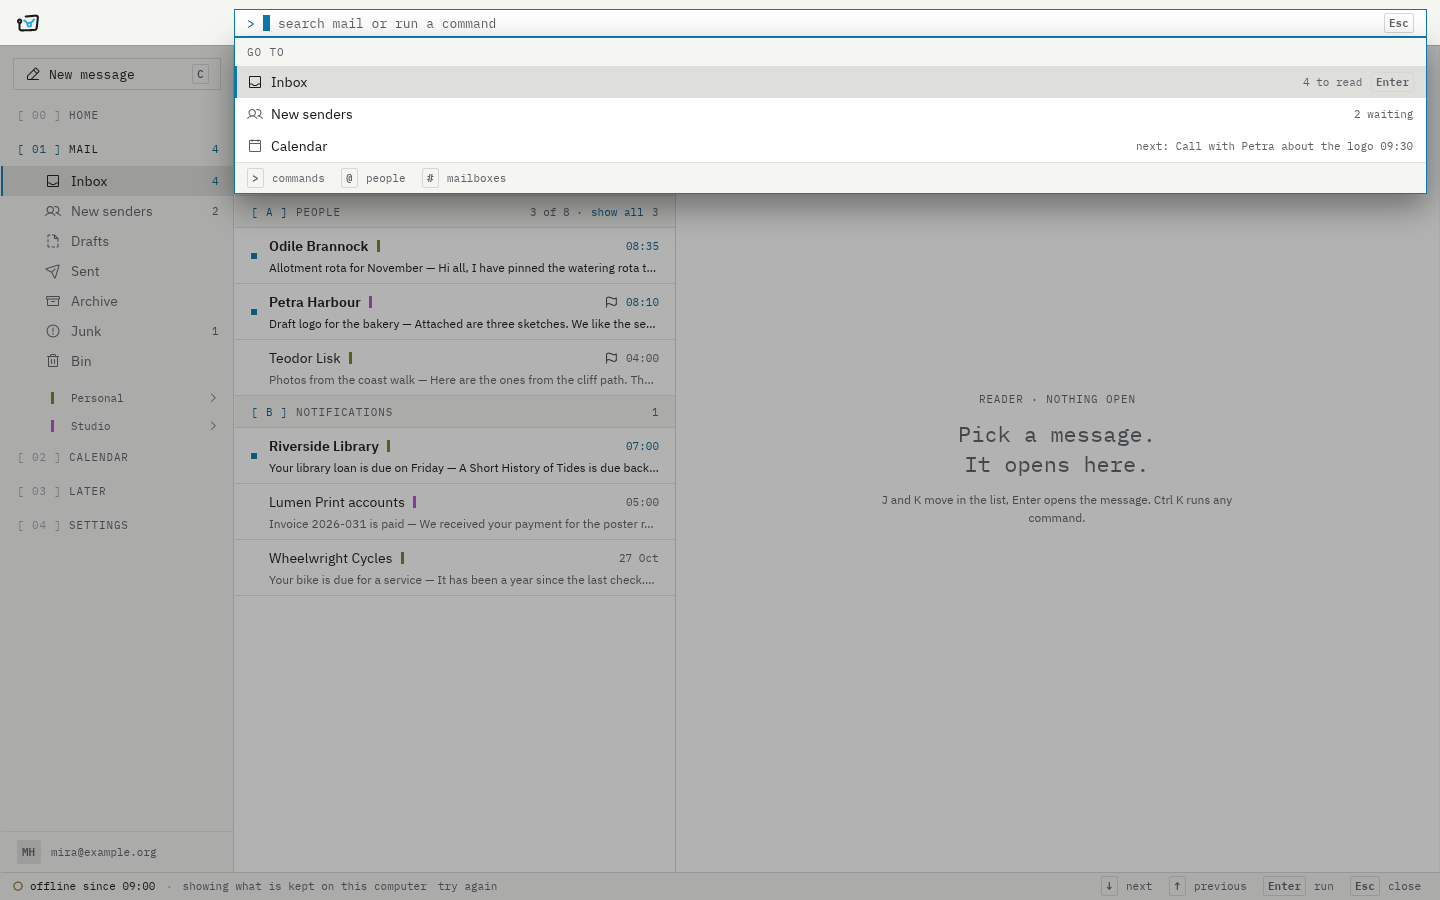 > search mail or run a command Esc
GO TO
Inbox 4 to read Enter
New senders 2 waiting
Calendar next: Call with Petra about the logo 09:30
> commands @ people # mailboxes
New message C
[ 00 ] HOME
[ 01 ] MAIL 4
Inbox 4
New senders 2
Drafts
Sent
Archive
Junk 1
Bin
Personal
Studio
[ 02 ] CALENDAR
[ 03 ] LATER
[ 04 ] SETTINGS
MH mira@example.org
[ A ] PEOPLE 3 of 8 · show all 3
Odile Brannock 08:35
Allotment rota for November — Hi all, I have pinned the watering rota t…
Petra Harbour 08:10
Draft logo for the bakery — Attached are three sketches. We like the se…
Teodor Lisk 04:00
Photos from the coast walk — Here are the ones from the cliff path. Th…
[ B ] NOTIFICATIONS 1
Riverside Library 07:00
Your library loan is due on Friday — A Short History of Tides is due back…
Lumen Print accounts 05:00
Invoice 2026-031 is paid — We received your payment for the poster r…
Wheelwright Cycles 27 Oct
Your bike is due for a service — It has been a year since the last check.…
READER · NOTHING OPEN
Pick a message.
It opens here.
J and K move in the list, Enter opens the message. Ctrl K runs any
command.
offline since 09:00 · showing what is kept on this computer try again
↓ next ↑ previous Enter run Esc close